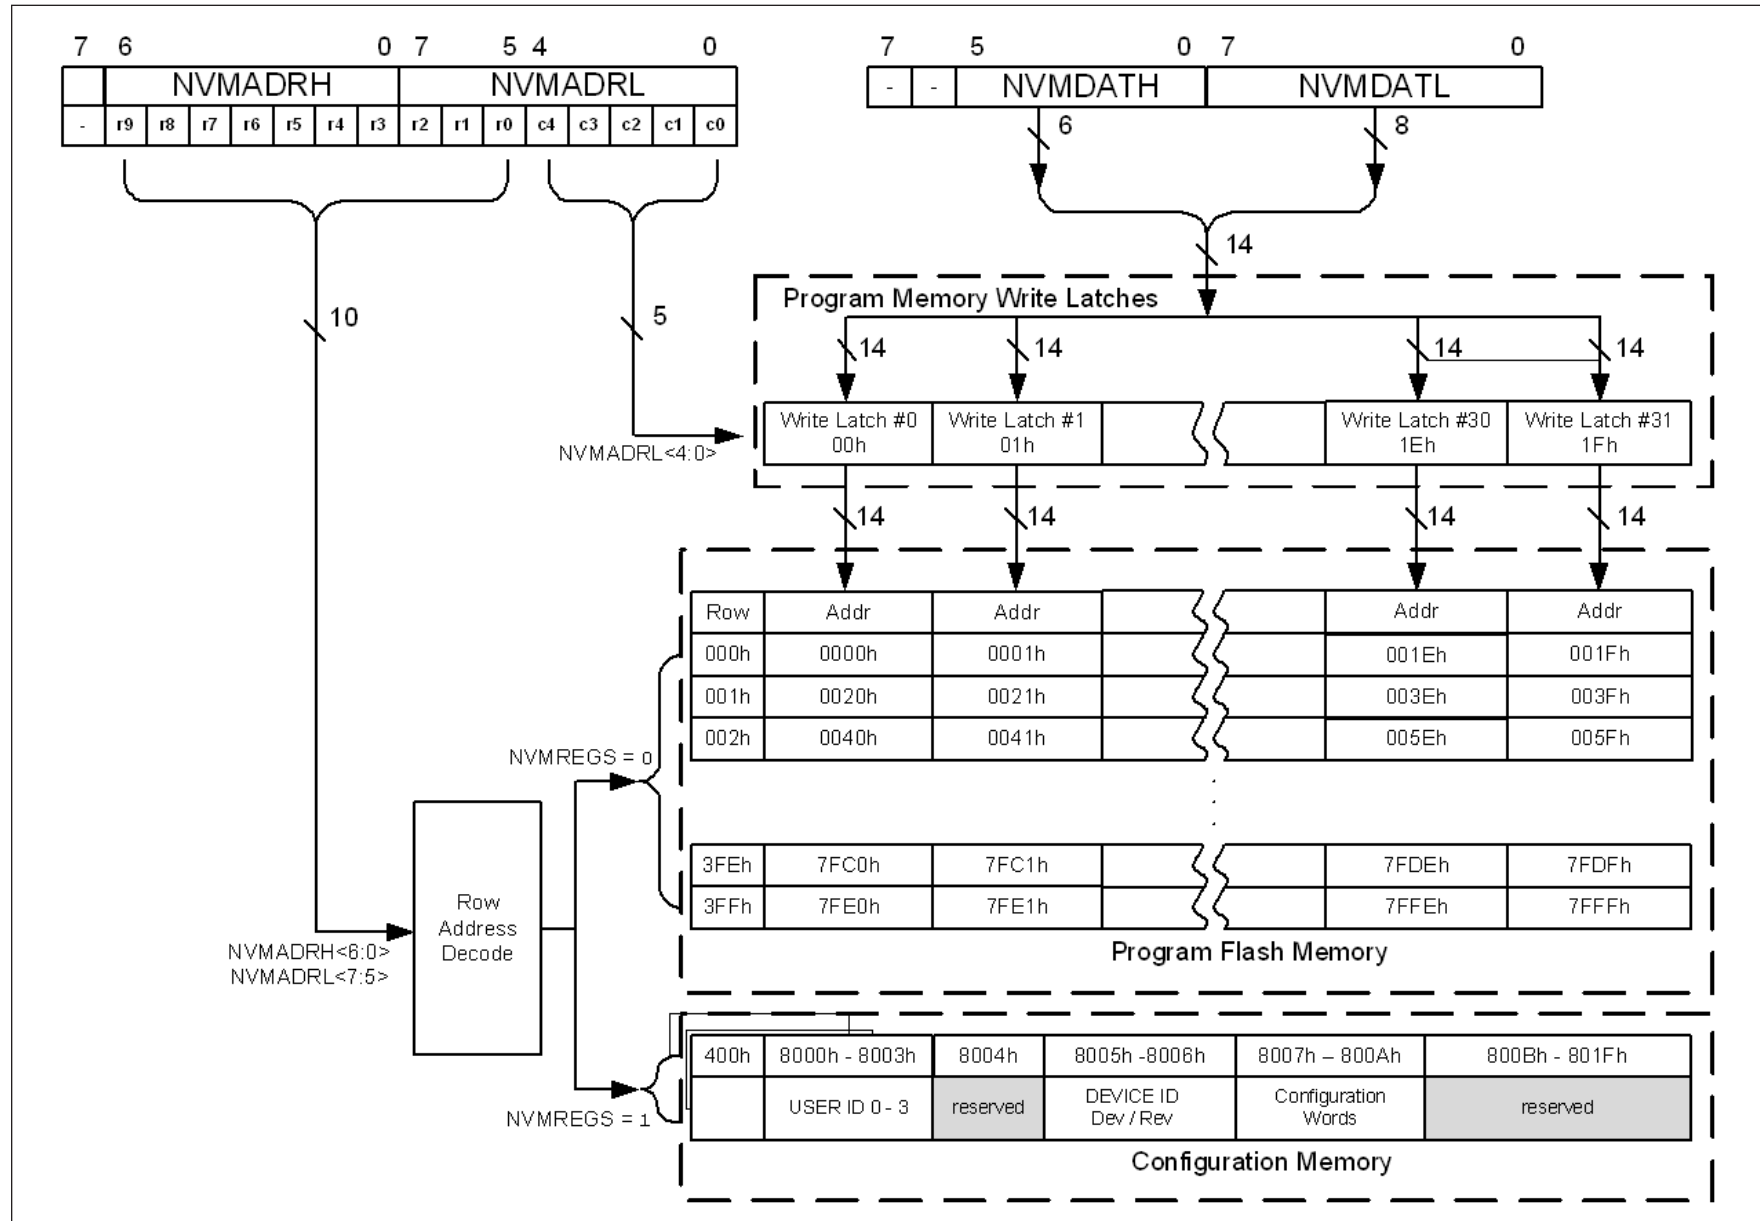 7 6 0 7 5 4 0
NVMADRH NVMADRL
- r9 r8 r7 r6 r5 r4 r3 r2 r1 r0 c4 c3 c2 c1 c0
7 5 0 7 0
- - NVMDATH NVMDATL
6 8
14
10
5
Program Memory Write Latches
14 14 14 14
Write Latch #0 Write Latch #1 Write Latch #30 Write Latch #31
00h 01h 1Eh 1Fh
NVMADRL<4:0>
14 14 14 14
Row Addr Addr Addr Addr
000h 0000h 0001h 001Eh 001Fh
001h 0020h 0021h 003Eh 003Fh
002h 0040h 0041h 005Eh 005Fh
NVMREGS = 0
3FEh 7FC0h 7FC1h 7FDEh 7FDFh
3FFh 7FE0h 7FE1h 7FFEh 7FFFh
Program Flash Memory
Row
Address
Decode
NVMADRH<6:0>
NVMADRL<7:5>
400h 8000h - 8003h 8004h 8005h -8006h 8007h – 800Ah 800Bh - 801Fh
USER ID 0 - 3 reserved DEVICE ID Configuration reserved
Dev / Rev Words
NVMREGS = 1
Configuration Memory